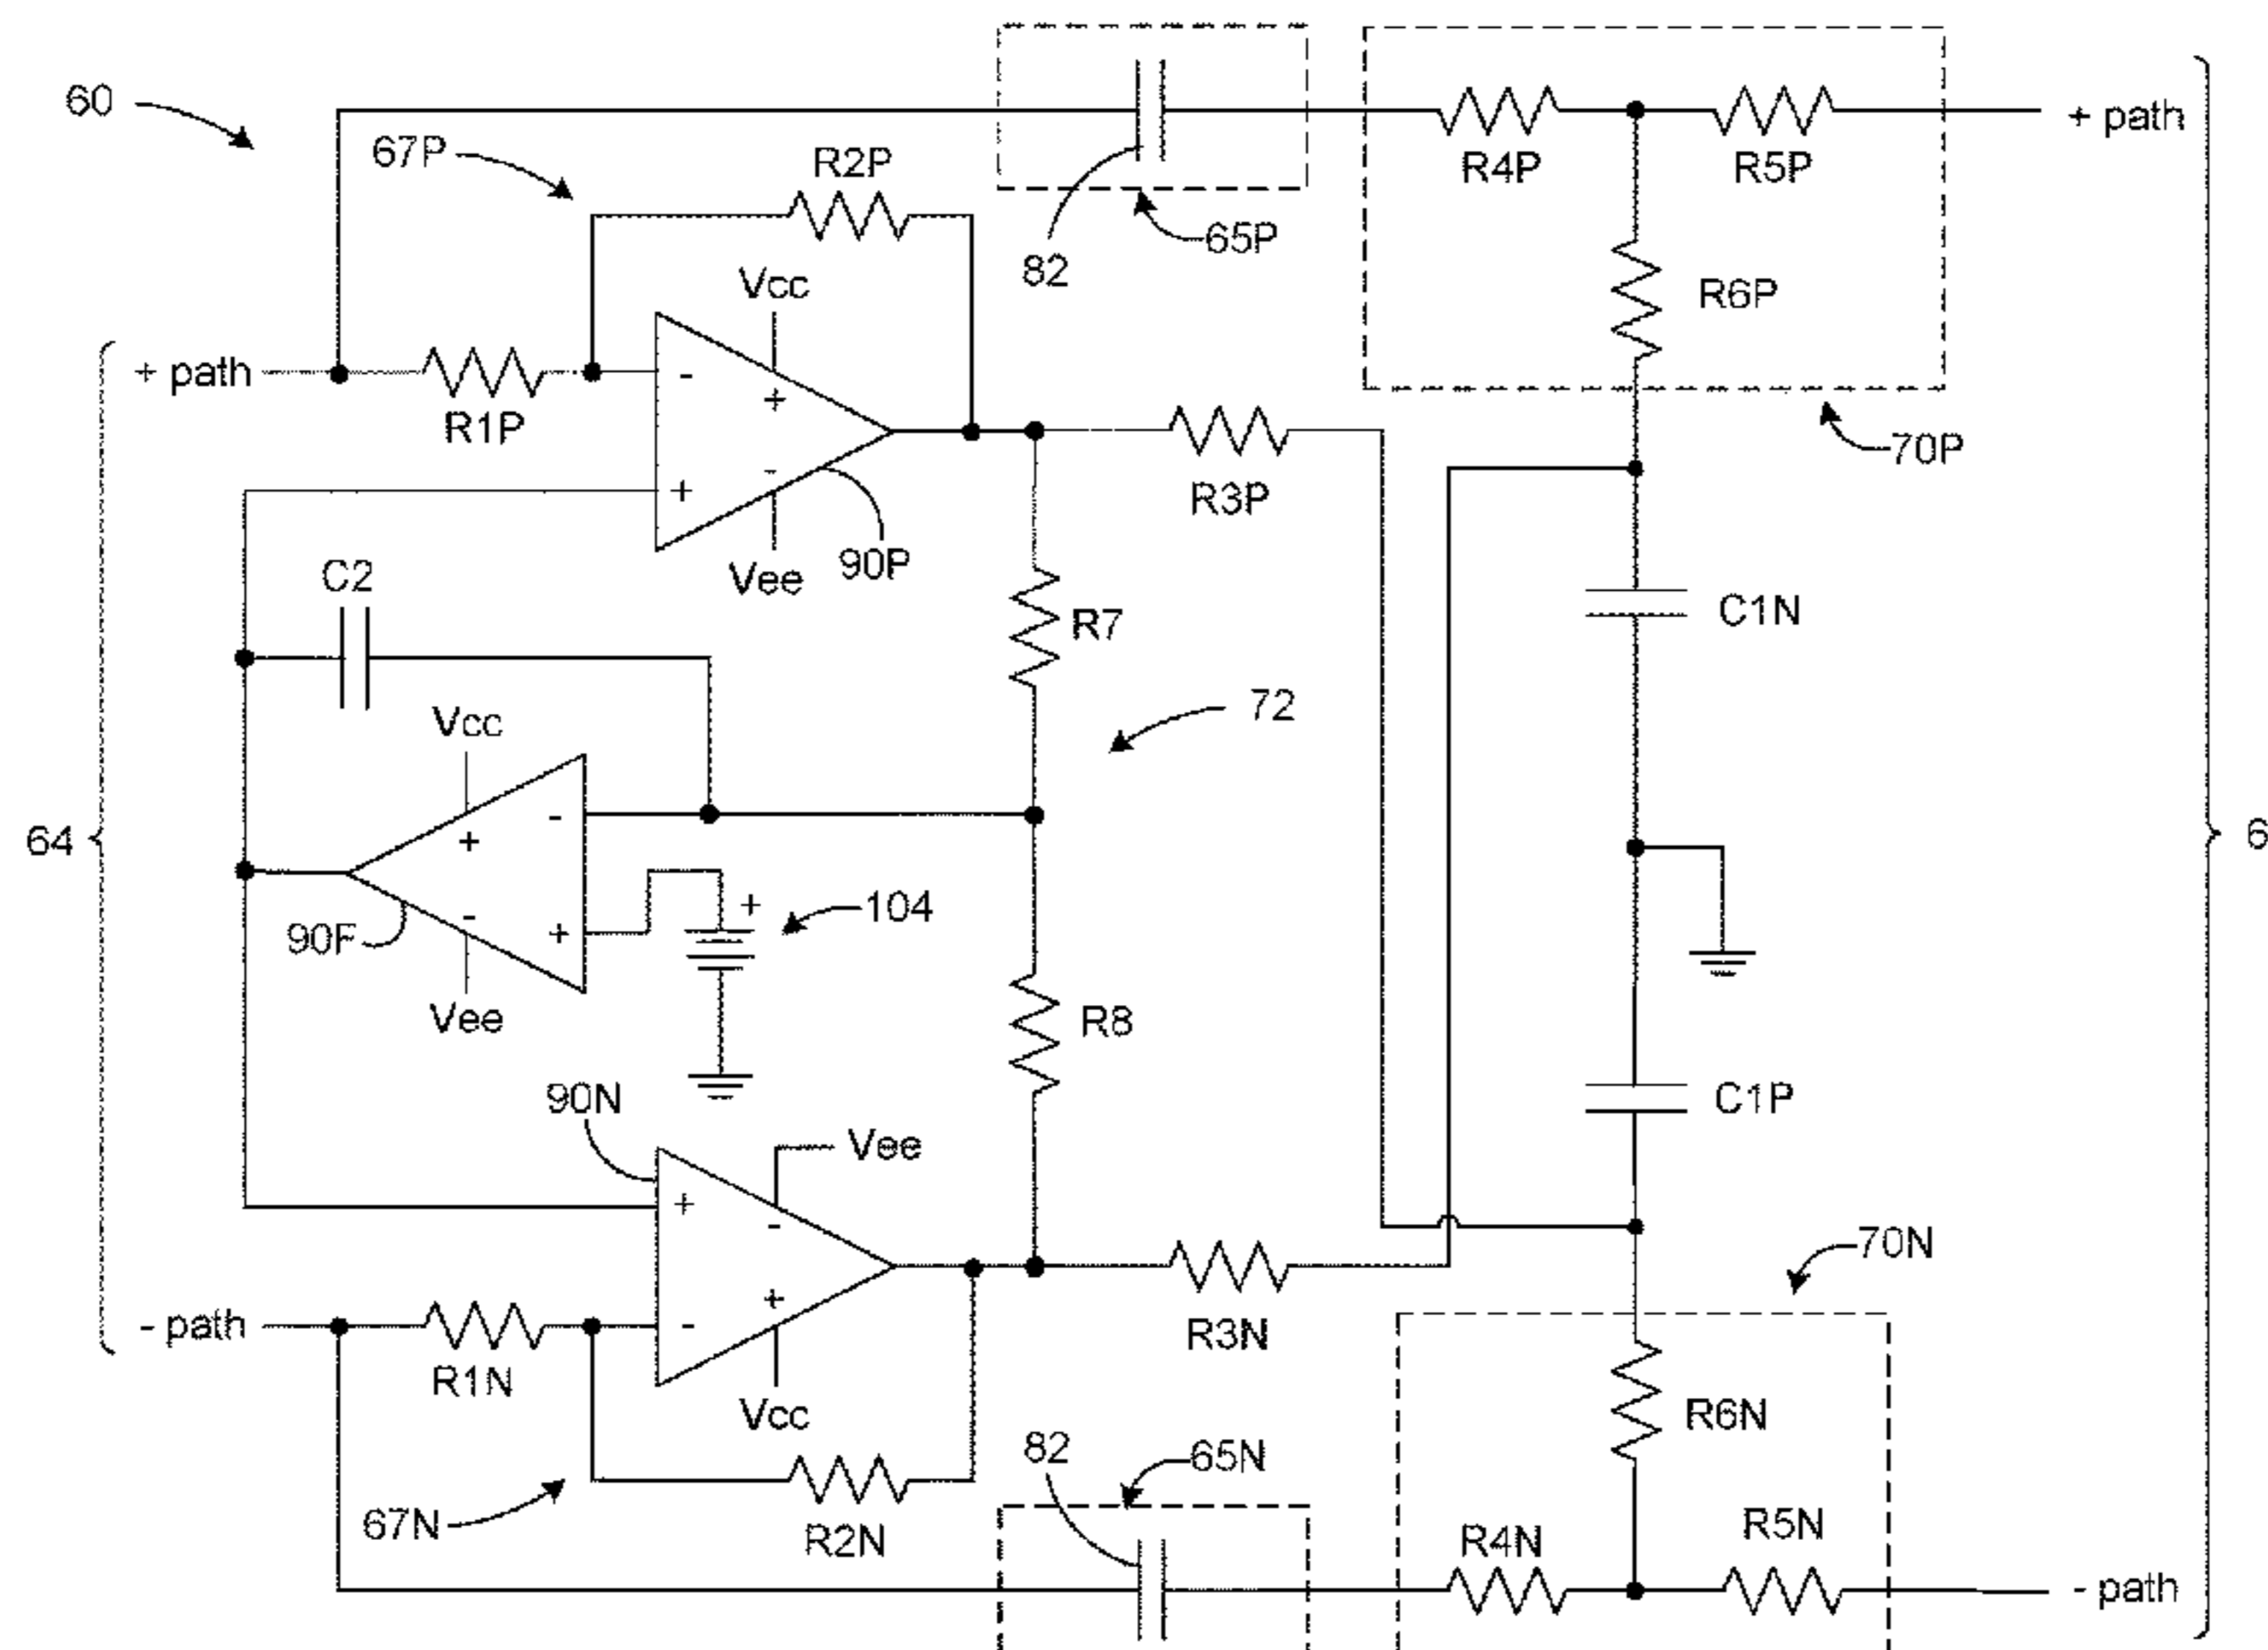 60
67P
R2P
82
65P
R4P
R5P
+ path
R6P
70P
+ path
R1P
Vcc
-
+
+
-
Vee
90P
R3P
C2
R7
C1N
72
Vcc
64
+
-
-
+
90F
Vee
+
104
6
R8
C1P
90N
Vee
+
-
+
-
Vcc
- path
R1N
R3N
70N
R6N
67N
R2N
82
65N
R4N
R5N
- path